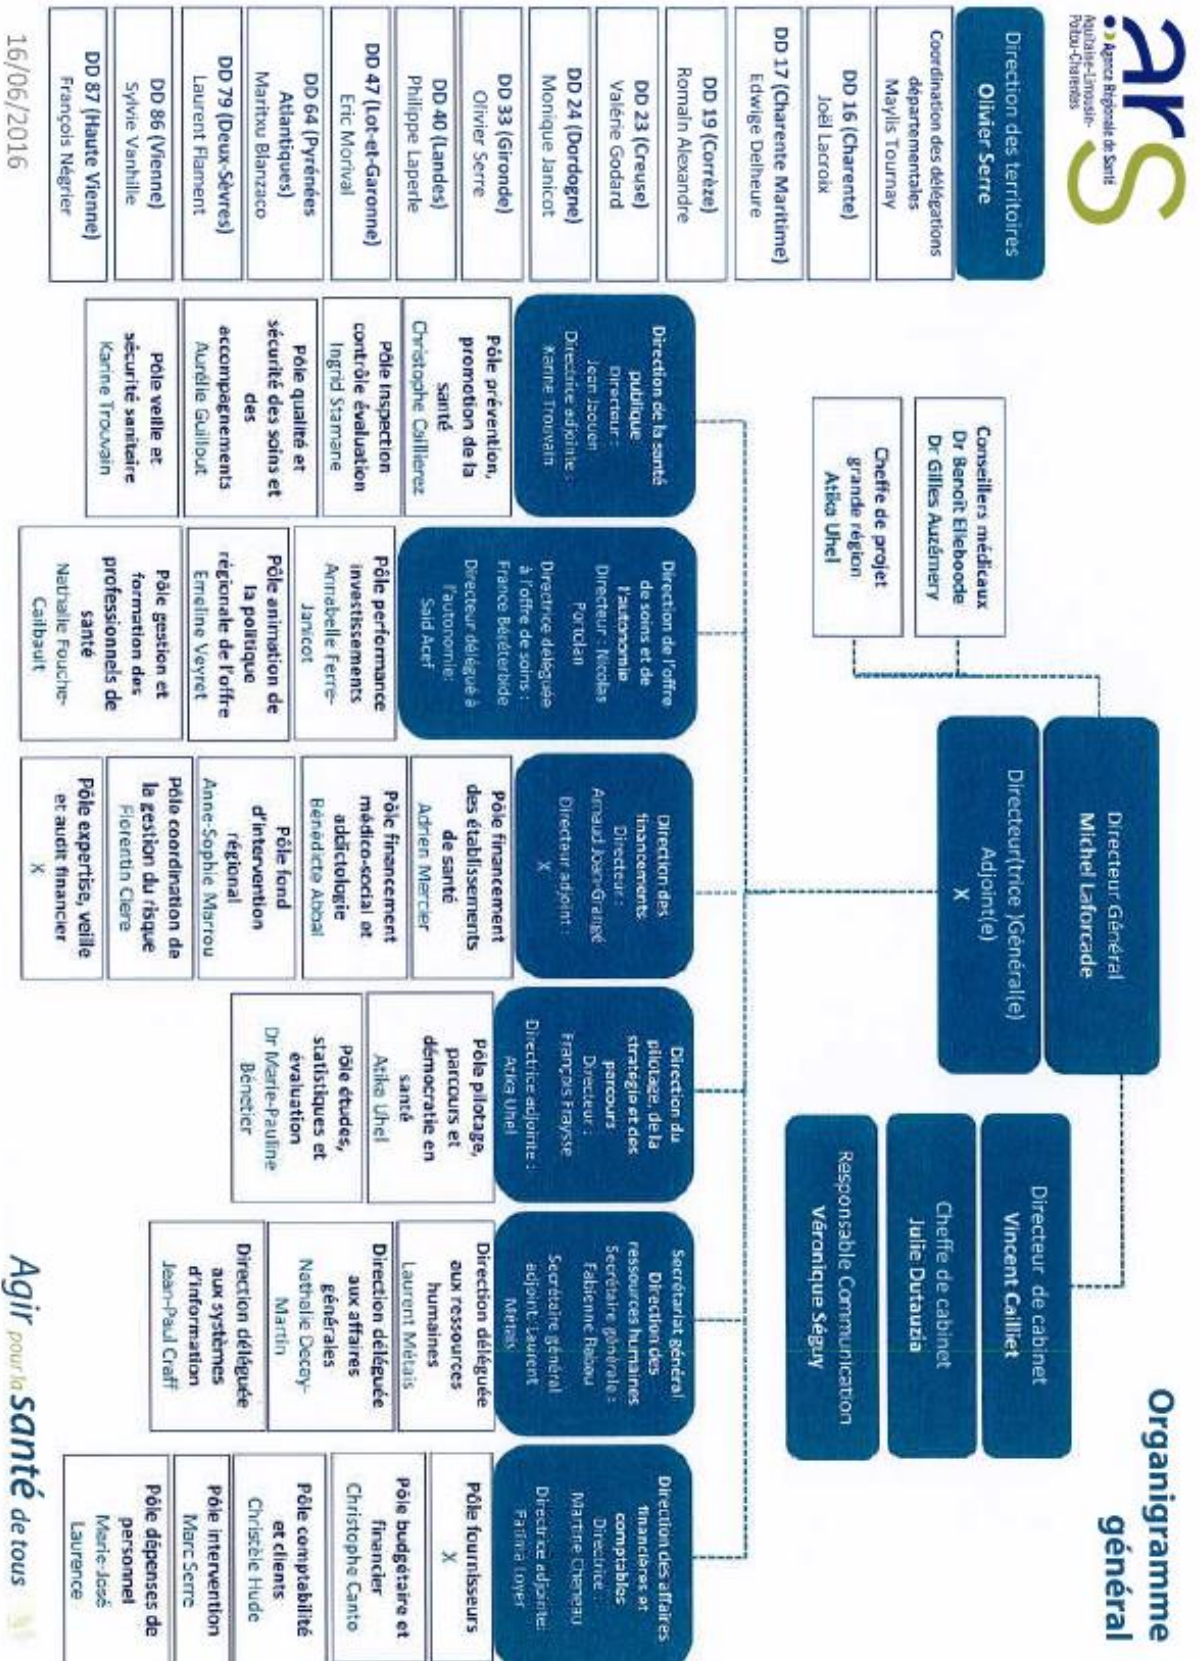 ars
Agence Régionale de Santé
Aquitaine-Limousin-
Poitou-Charentes
Organigramme
général
Directeur Général
Michel Laforcade
Directeur(trice )Général(e)
Adjoint(e)
X
Directeur de cabinet
Vincent Cailliet
Cheffe de cabinet
Julie Dutauzia
Responsable Communication
Véronique Séguy
Conseillers médicaux
Dr Benoît Elleboode
Dr Gilles Auzémery
Cheffe de projet
grande région
Atika Uhel
Direction des territoires
Olivier Serre
Coordination des délégations
départementales
Maylis Tournay
DD 16 (Charente)
Joël Lacroix
DD 17 (Charente Maritime)
Edwige Delheure
DD 19 (Corrèze)
Romain Alexandre
DD 23 (Creuse)
Valérie Godard
DD 24 (Dordogne)
Monique Janicot
DD 33 (Gironde)
Olivier Serre
DD 40 (Landes)
Philippe Laperle
DD 47 (Lot-et-Garonne)
Eric Morival
DD 64 (Pyrénées
Atlantiques)
Maritxu Blanzaco
DD 79 (Deux-Sèvres)
Laurent Flament
DD 86 (Vienne)
Sylvie Vanhille
DD 87 (Haute Vienne)
François Négrier
Direction de la santé
publique
Directeur :
Jean Jaouen
Directrice adjointe :
Karine Trouvain
Pôle prévention,
promotion de la
santé
Christophe Caillierez
Pôle Inspection
contrôle évaluation
Ingrid Stamane
Pôle qualité et
sécurité des soins et
des
accompagnements
Aurélie Guillout
Pôle veille et
sécurité sanitaire
Karine Trouvain
Direction de l'offre
de soins et de
l'autonomie
Directeur : Nicolas
Portolan
Directrice déléguée
à l'offre de soins :
France Béréterbide
Directeur délégué à
l'autonomie:
Said Acef
Pôle performance
investissements
Annabelle Ferre-
Janicot
Pôle animation de
la politique
régionale de l'offre
Emeline Veyret
Pôle gestion et
formation des
professionnels de
santé
Nathalie Fouche-
Cailbault
Direction des
financements
Directeur :
Arnaud Joan-Grangé
Directeur adjoint :
X
Pôle financement
des établissements
de santé
Adrien Mercier
Pôle financement
médico-social et
addictologie
Bénédicte Abbal
Pôle fond
d'intervention
régional
Anne-Sophie Marrou
Pôle coordination de
la gestion du risque
Florentin Clere
Pôle expertise, veille
et audit financier
X
Direction du
pilotage, de la
stratégie et des
parcours
Directeur :
François Fraysse
Directrice adjointe :
Atika Uhel
Pôle pilotage,
parcours et
démocratie en
santé
Atika Uhel
Pôle études,
statistiques et
évaluation
Dr Marie-Pauline
Bénetier
Secrétariat général
Direction des
ressources humaines
Secrétaire générale :
Fabienne Rabau
Secrétaire général
adjoint: Laurent
Métais
Direction déléguée
aux ressources
humaines
Laurent Métais
Direction déléguée
aux affaires
générales
Nathalie Decay-
Martin
Direction déléguée
aux systèmes
d'information
Jean-Paul Craff
Direction des affaires
financières et
comptables
Directrice :
Martine Cheneau
Directrice adjointe:
Fatima Loyer
Pôle fournisseurs
X
Pôle budgétaire et
financier
Christophe Canto
Pôle comptabilité
et clients
Christèle Hude
Pôle intervention
Marc Serre
Pôle dépenses de
personnel
Marie-José
Laurence
16/06/2016
Agir pour la santé de tous